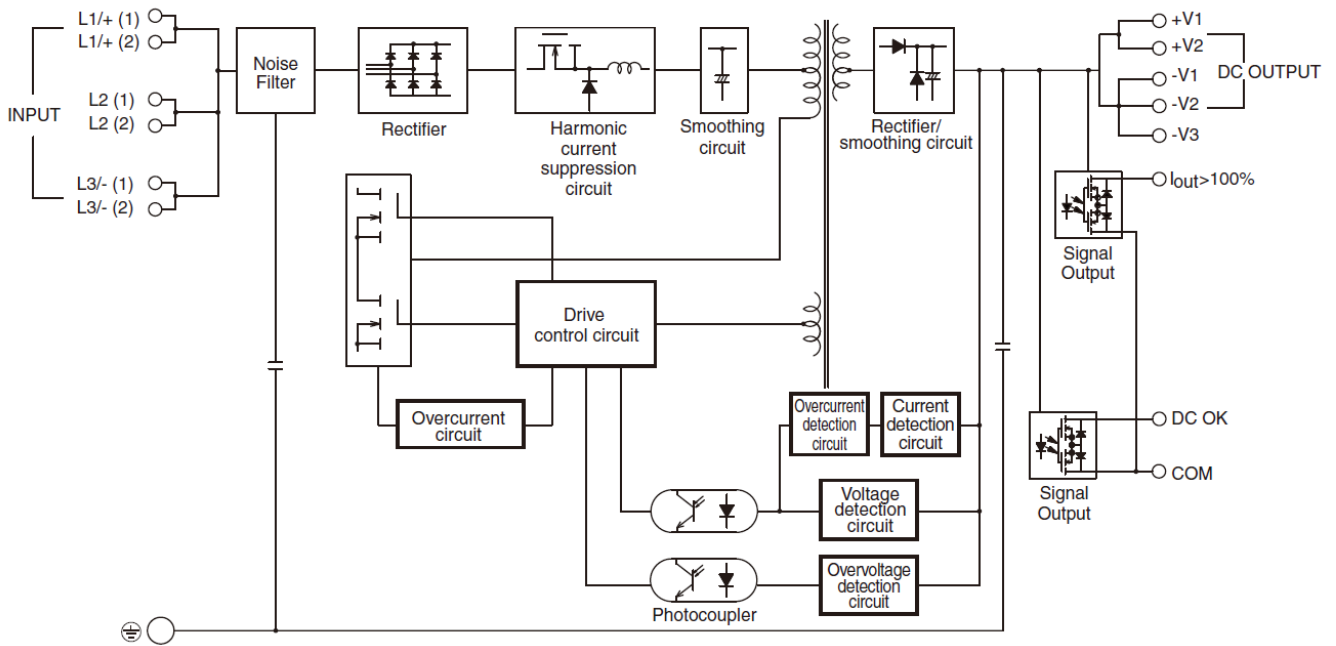 L1/+ (1)
L1/+ (2)
INPUT
L2 (1)
L2 (2)
L3/- (1)
L3/- (2)
Noise
Filter
Rectifier
Harmonic
current
suppression
circuit
Smoothing
circuit
Rectifier/
smoothing circuit
+V1
+V2
-V1
-V2
-V3
DC OUTPUT
Iout>100%
Signal
Output
Drive
control circuit
Overcurrent
circuit
Overcurrent
detection
circuit
Current
detection
circuit
DC OK
COM
Signal
Output
Voltage
detection
circuit
Overvoltage
detection
circuit
Photocoupler